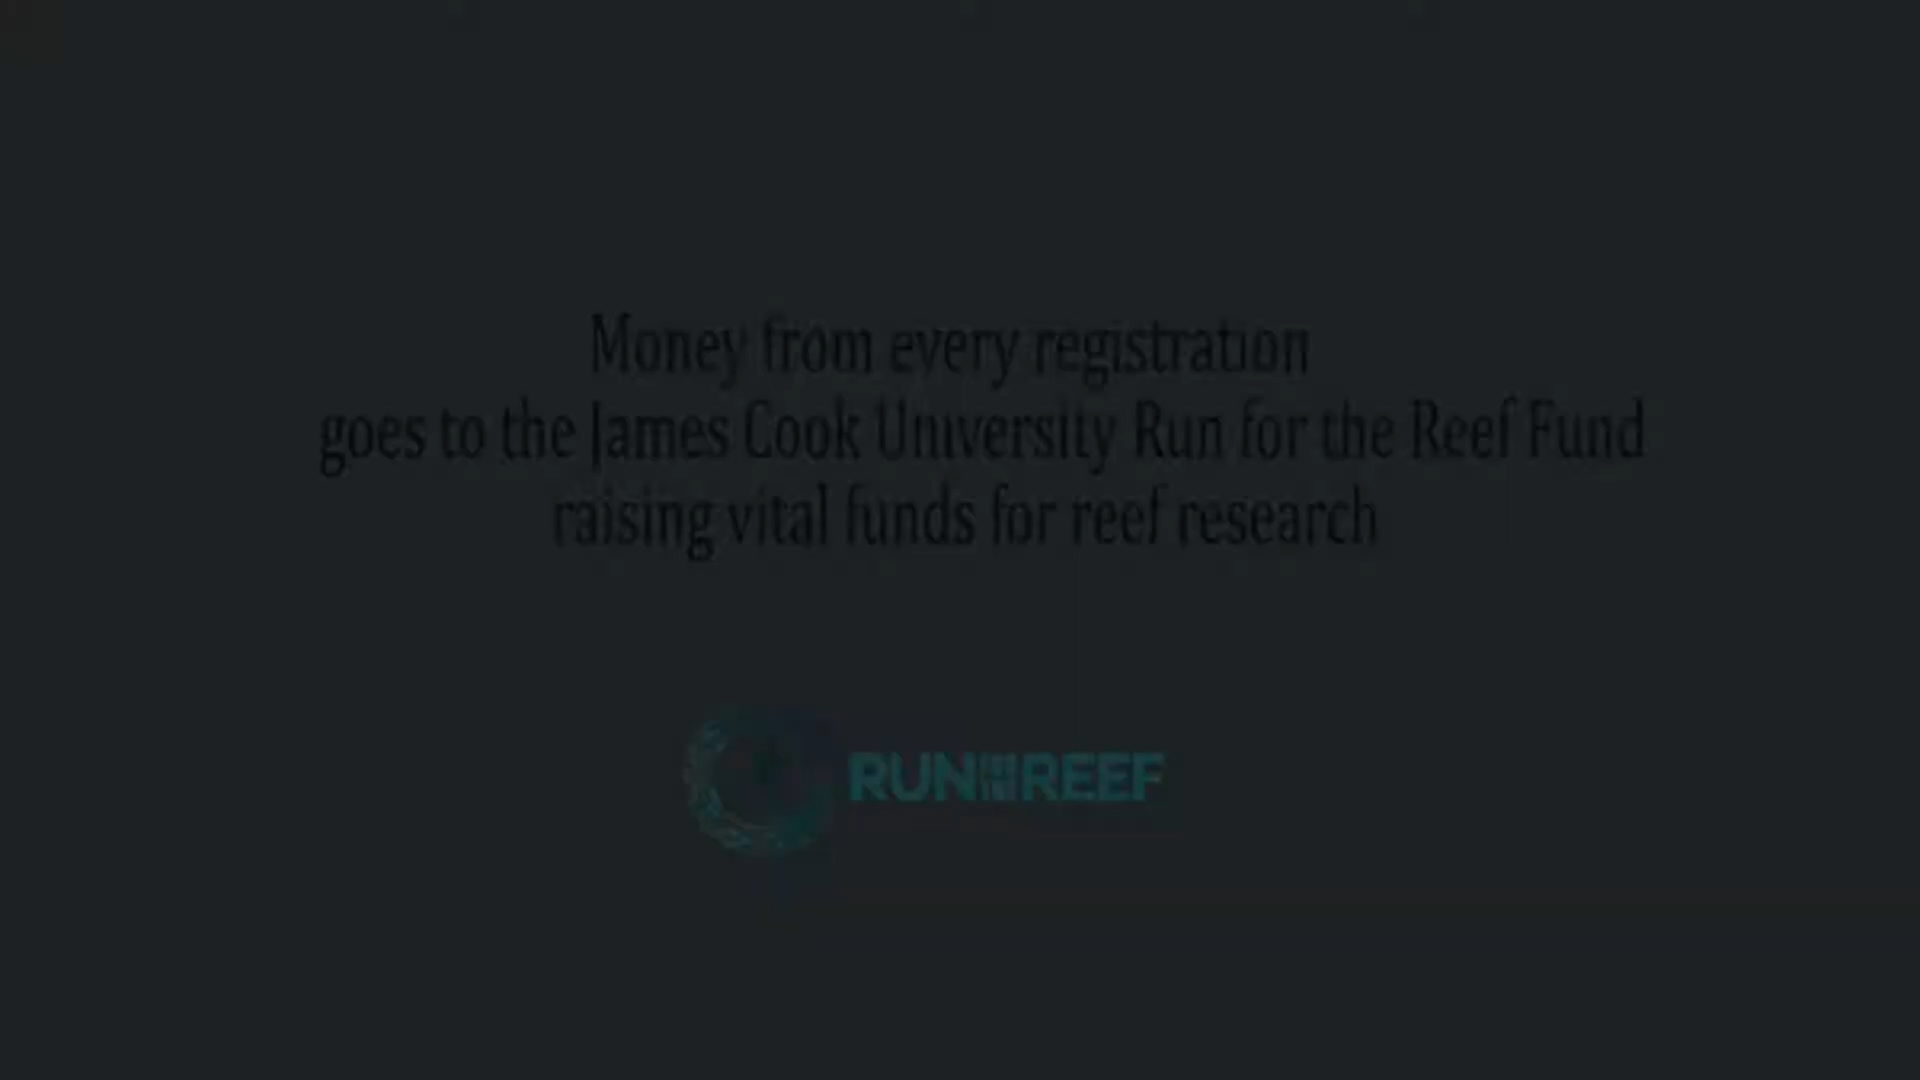 Money from every registration
goes to the James Cook University Run for the Reef Fund
raising vital funds for reef research
RUN REEF